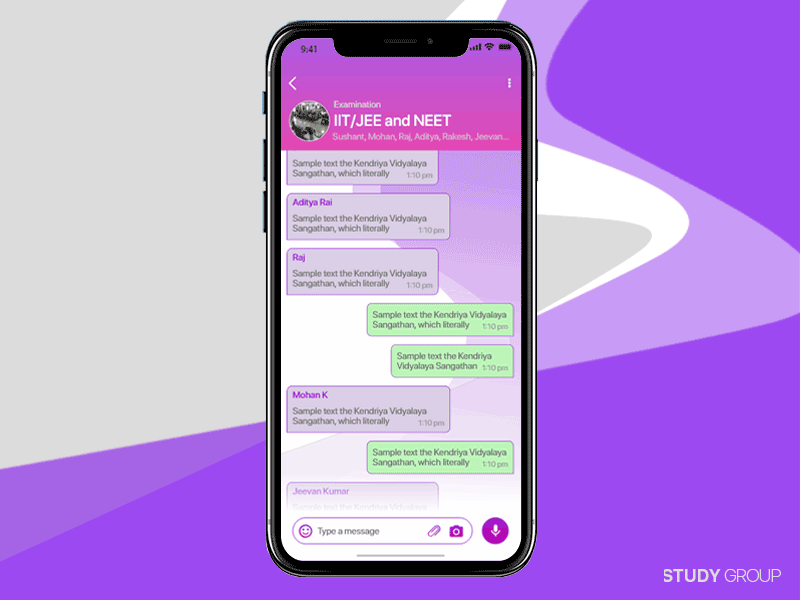 9:41
Examination
IIT/JEE and NEET
Sushant, Mohan, Raj, Aditya, Rakesh, Jeevan...
Sample text the Kendriya Vidyalaya
Sangathan, which literally 1:10 pm
Aditya Rai
Sample text the Kendriya Vidyalaya
Sangathan, which literally 1:10 pm
Raj
Sample text the Kendriya Vidyalaya
Sangathan, which literally 1:10 pm
Sample text the Kendriya Vidyalaya
Sangathan, which literally 1:10 pm
Sample text the Kendriya
Vidyalaya Sangathan 1:10 pm
Mohan K
Sample text the Kendriya Vidyalaya
Sangathan, which literally 1:10 pm
Sample text the Kendriya Vidyalaya
Sangathan, which literally 1:10 pm
Jeevan Kumar
Sample text the Kendriya Vidyalaya
Type a message
STUDY GROUP